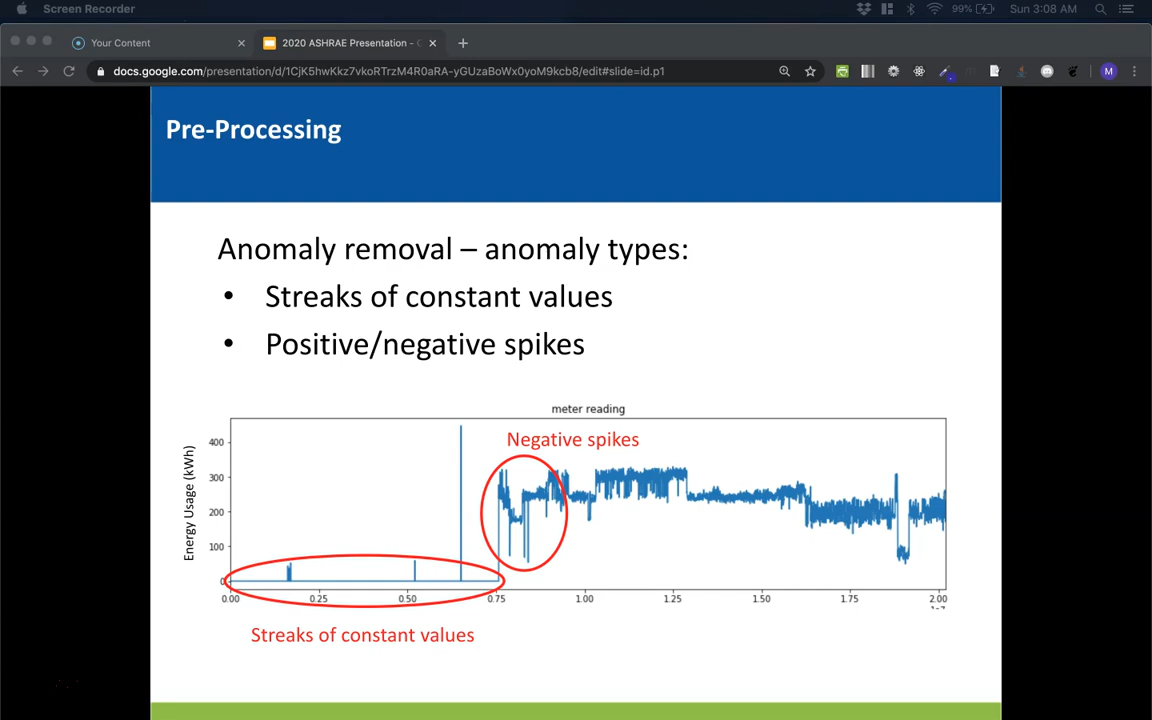 Screen Recorder
99%
Sun 3:08 AM
Your Content
2020 ASHRAE Presentation -
docs.google.com/presentation/d/1CjK5hwKkz7vkoRTrzM4R0aRA-yGUzaBoWx0yoM9kcb8/edit#slide=id.p1
M
Pre-Processing
Anomaly removal – anomaly types:
• Streaks of constant values
• Positive/negative spikes
meter reading
Negative spikes
Energy Usage (kWh)
400
300
200
100
0
0.00 0.25 0.50 0.75 1.00 1.25 1.50 1.75 2.00
Streaks of constant values